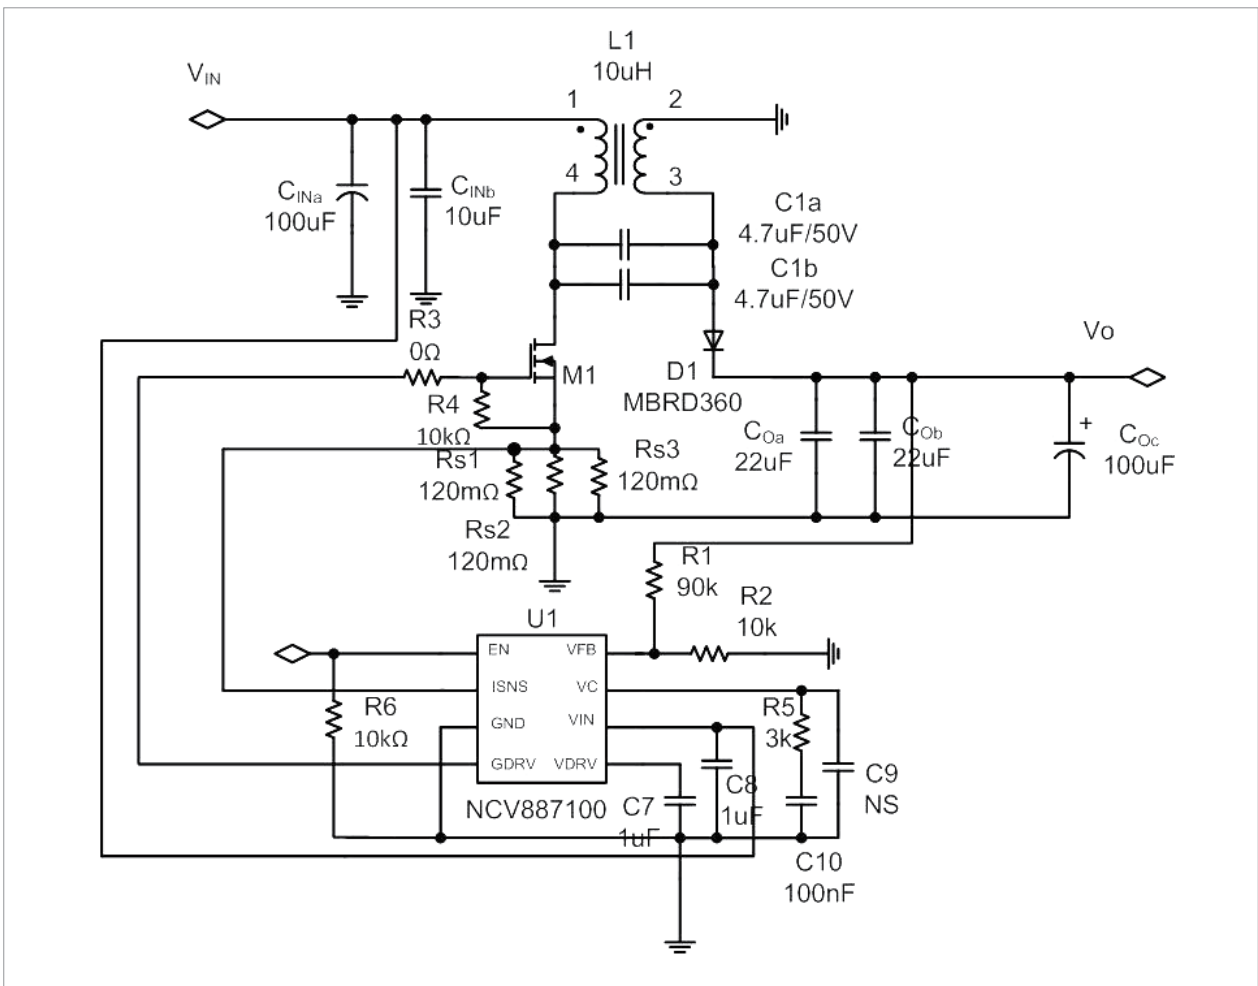 L1
10uH
VIN
1
2
4
3
CINa
100uF
CINb
10uF
C1a
4.7uF/50V
C1b
4.7uF/50V
R3
0Ω
M1
R4
10kΩ
D1
MBRD360
Vo
COa
22uF
COb
22uF
+
COc
100uF
Rs1
120mΩ
Rs3
120mΩ
Rs2
120mΩ
R1
90k
R2
10k
U1
EN
VFB
ISNS
VC
GND
VIN
GDRV
VDRV
NCV887100
R6
10kΩ
R5
3k
C7
1uF
C8
1uF
C9
NS
C10
100nF